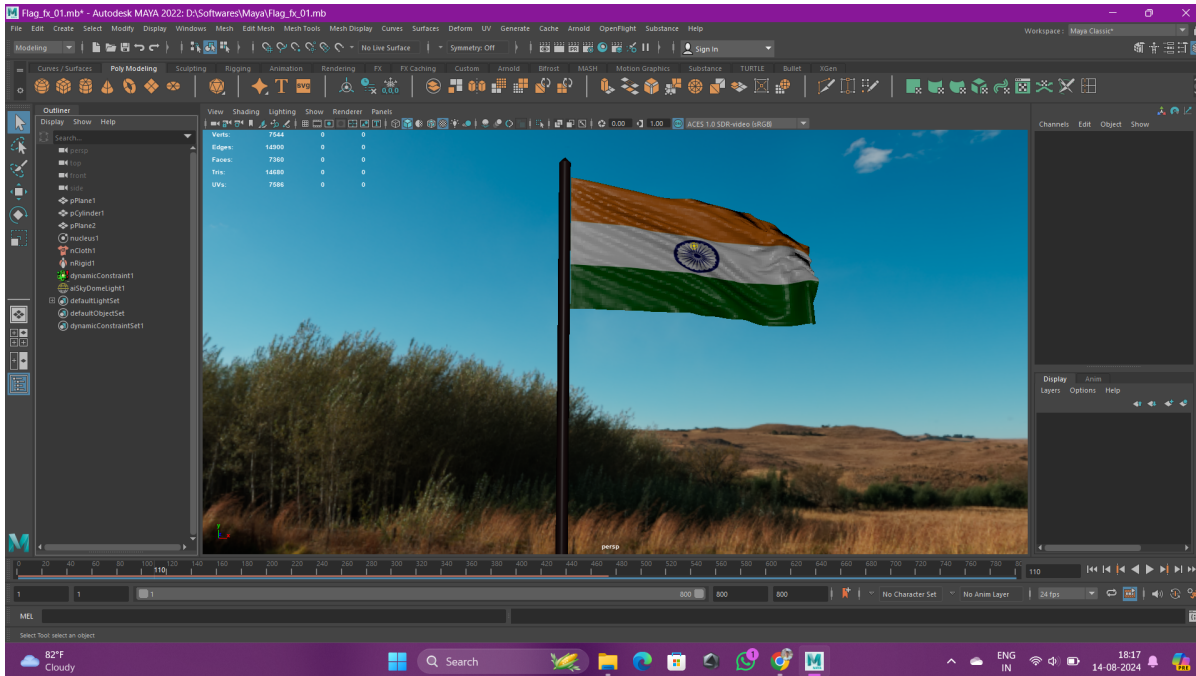 Flag_fx_01.mb* - Autodesk MAYA 2022: D:\Softwares\Maya\Flag_fx_01.mb
File Edit Create Select Modify Display Windows Mesh Edit Mesh Mesh Tools Mesh Display Curves Surfaces Deform UV Generate Cache Arnold OpenFlight Substance Help
Workspace : Maya Classic*
Modeling No Live Surface Symmetry: Off Sign In
Curves / Surfaces Poly Modeling Sculpting Rigging Animation Rendering FX FX Caching Custom Arnold Bifrost MASH Motion Graphics Substance TURTLE Bullet XGen
SVG
Outliner
Display Show Help
Search...
persp
top
front
side
pPlane1
pCylinder1
pPlane2
nucleus1
nCloth1
nRigid1
dynamicConstraint1
aiSkyDomeLight1
defaultLightSet
defaultObjectSet
dynamicConstraintSet1
View Shading Lighting Show Renderer Panels
0.00 1.00 ACES 1.0 SDR-video (sRGB)
Verts: 7544 0 0
Edges: 14900 0 0
Faces: 7360 0 0
Tris: 14680 0 0
UVs: 7586 0 0
persp
Channels Edit Object Show
Display Anim
Layers Options Help
0 20 40 60 80 100 120 140 160 180 200 220 240 260 280 300 320 340 360 380 400 420 440 460 480 500 520 540 560 580 600 620 640 660 680 700 720 740 760 780
110
110
1 1 1 800 800 800 No Character Set No Anim Layer 24 fps
MEL
Select Tool: select an object
82°F
Cloudy
Search
1
ENG
IN
18:17
14-08-2024
PRE